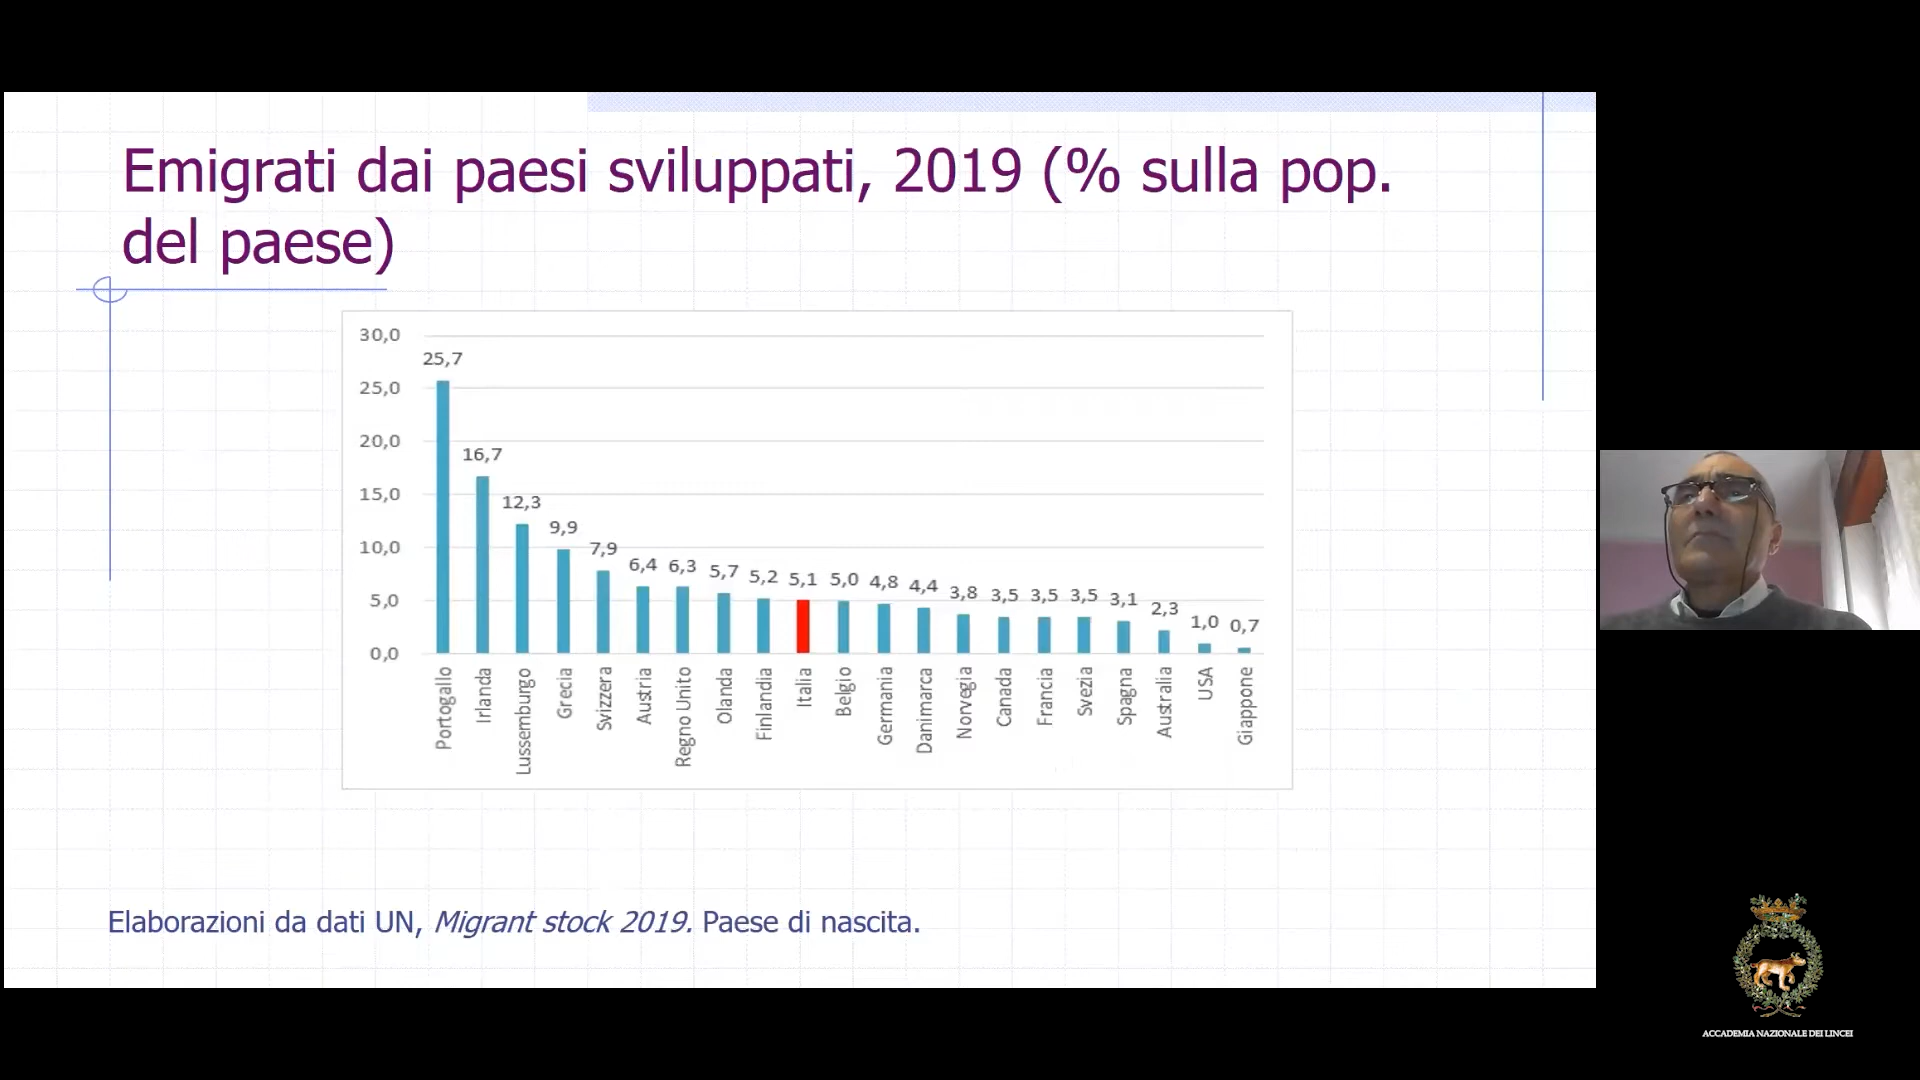 Emigrati dai paesi sviluppati, 2019 (% sulla pop.
del paese)
30,0
25,0
20,0
15,0
10,0
5,0
0,0
25,7
16,7
12,3
9,9
7,9
6,4
6,3
5,7
5,2
5,1
5,0
4,8
4,4
3,8
3,5
3,5
3,5
3,1
2,3
1,0
0,7
Portogallo
Irlanda
Lussemburgo
Grecia
Svizzera
Austria
Regno Unito
Olanda
Finlandia
Italia
Belgio
Germania
Danimarca
Norvegia
Canada
Francia
Svezia
Spagna
Australia
USA
Giappone
Elaborazioni da dati UN, Migrant stock 2019. Paese di nascita.
ACCADEMIA NAZIONALE DEI LINCEI